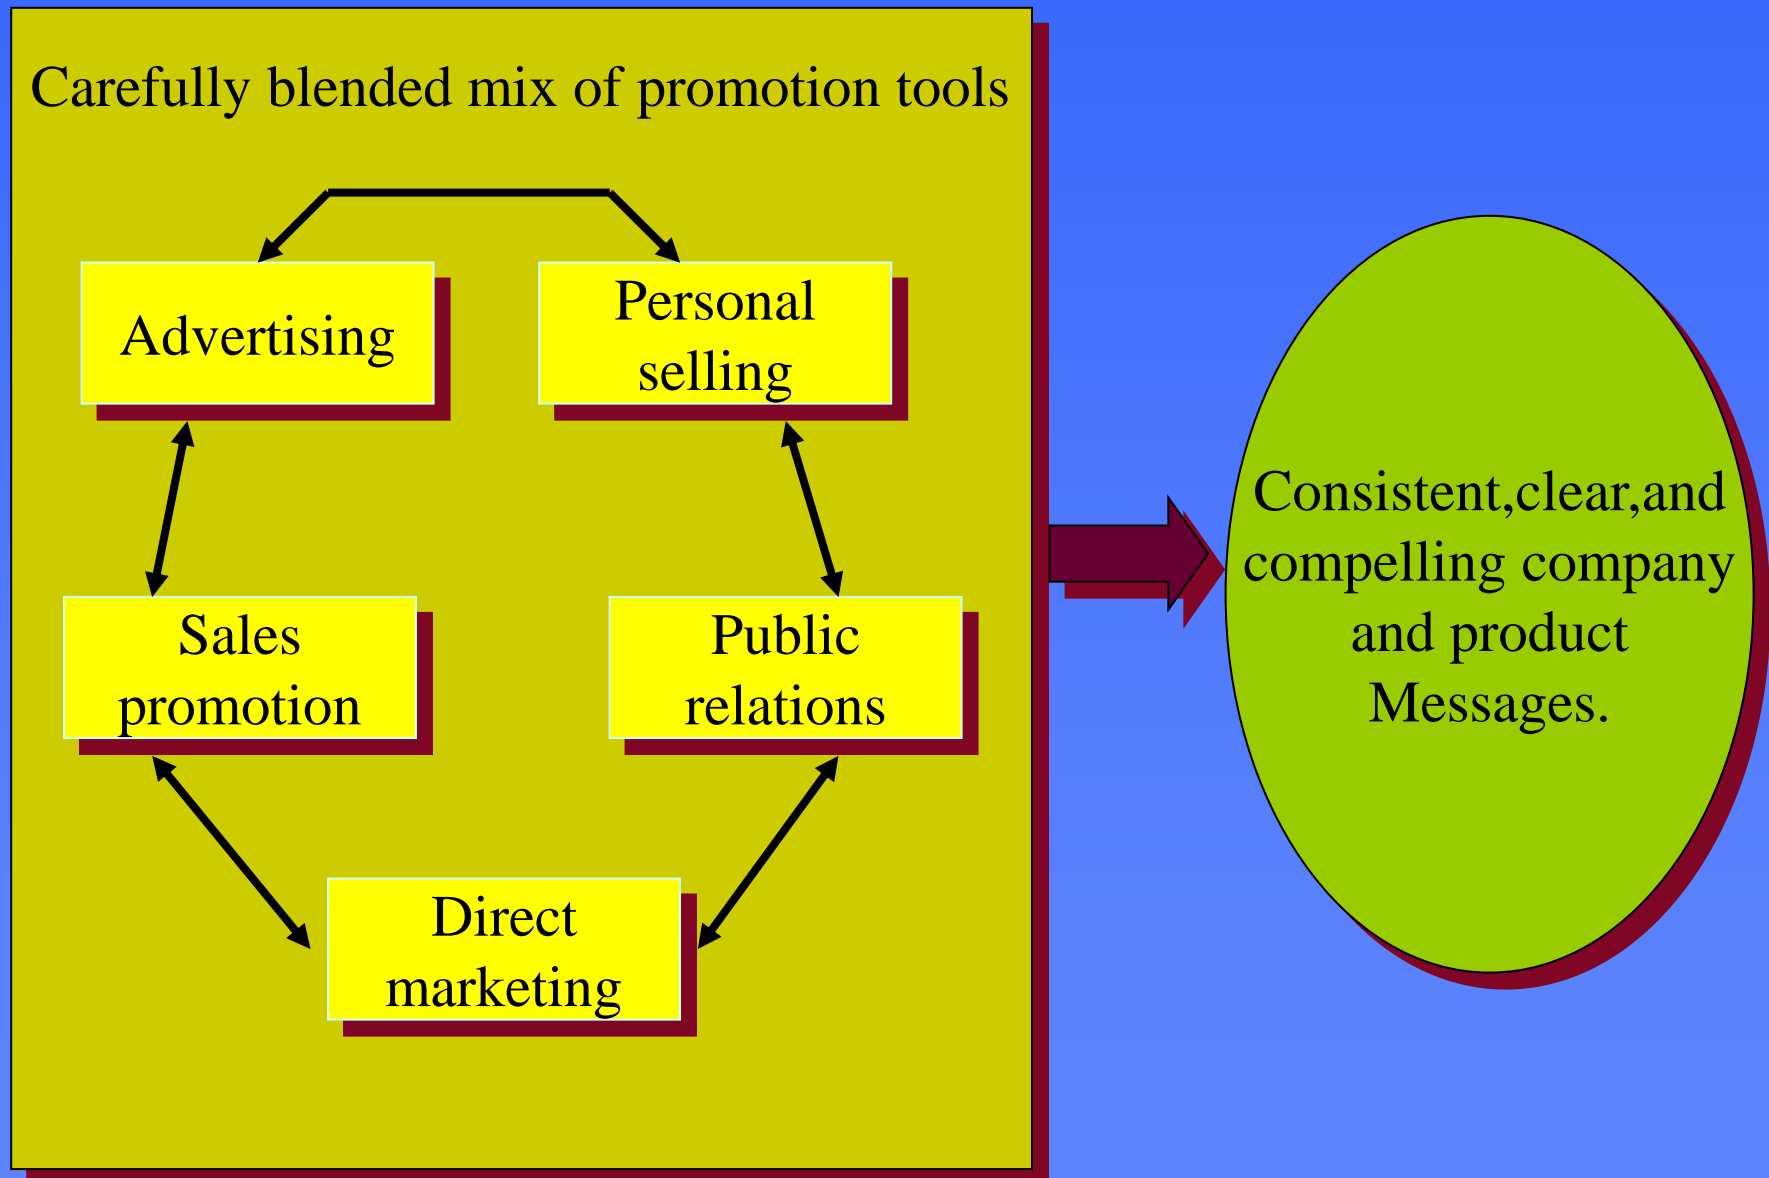 Carefully blended mix of promotion tools
Advertising
Personal
selling
Sales
promotion
Public
relations
Direct
marketing
Consistent,clear,and
compelling company
and product
Messages.